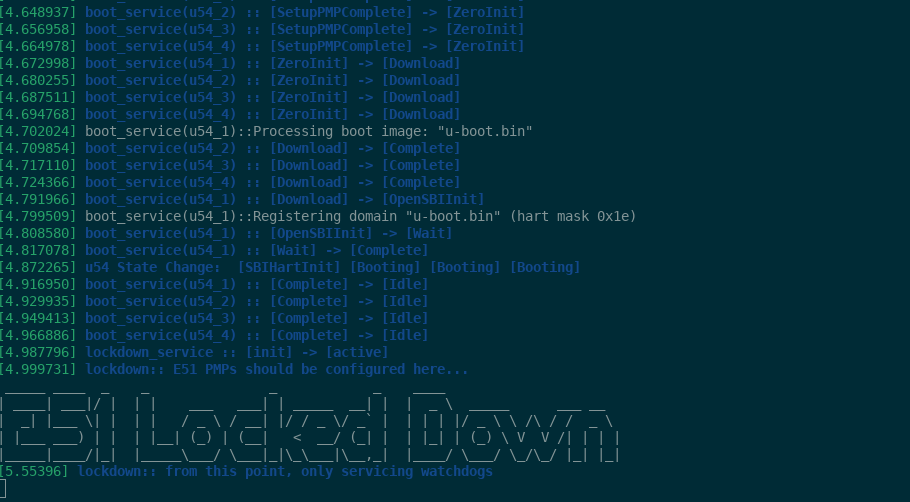 [4.648937] boot_service(u54_2) :: [SetupPMPComplete] -> [ZeroInit]
[4.656958] boot_service(u54_3) :: [SetupPMPComplete] -> [ZeroInit]
[4.664978] boot_service(u54_4) :: [SetupPMPComplete] -> [ZeroInit]
[4.672998] boot_service(u54_1) :: [ZeroInit] -> [Download]
[4.680255] boot_service(u54_2) :: [ZeroInit] -> [Download]
[4.687511] boot_service(u54_3) :: [ZeroInit] -> [Download]
[4.694768] boot_service(u54_4) :: [ZeroInit] -> [Download]
[4.702024] boot_service(u54_1)::Processing boot image: "u-boot.bin"
[4.709854] boot_service(u54_2) :: [Download] -> [Complete]
[4.717110] boot_service(u54_3) :: [Download] -> [Complete]
[4.724366] boot_service(u54_4) :: [Download] -> [Complete]
[4.791966] boot_service(u54_1) :: [Download] -> [OpenSBIInit]
[4.799509] boot_service(u54_1)::Registering domain "u-boot.bin" (hart mask 0x1e)
[4.808580] boot_service(u54_1) :: [OpenSBIInit] -> [Wait]
[4.817078] boot_service(u54_1) :: [Wait] -> [Complete]
[4.872265] u54 State Change:  [SBIHartInit] [Booting] [Booting] [Booting]
[4.916950] boot_service(u54_1) :: [Complete] -> [Idle]
[4.929935] boot_service(u54_2) :: [Complete] -> [Idle]
[4.949413] boot_service(u54_3) :: [Complete] -> [Idle]
[4.966886] boot_service(u54_4) :: [Complete] -> [Idle]
[4.987796] lockdown_service :: [init] -> [active]
[4.999731] lockdown:: E51 PMPs should be configured here...
E51 Locked Down
[5.55396] lockdown:: from this point, only servicing watchdogs